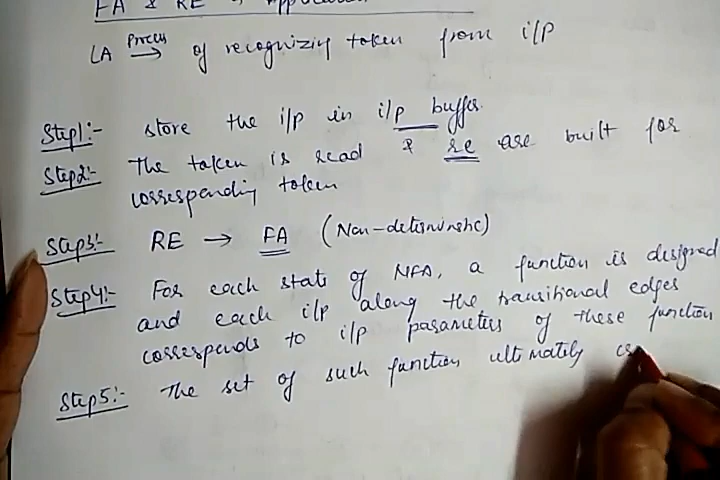 FA & RE
LA Process → of recognizing token from i/p
Step1:- store the i/p in i/p buffer.
Step2:- The token is read & re are built for
corresponding token
Step3:- RE → FA (Non-deterministic)
Step4:- For each state of NFA, a function is designed
and each i/p along the transitional edges
corresponds to i/p parameters of these function
Step5:- The set of such function ultimately